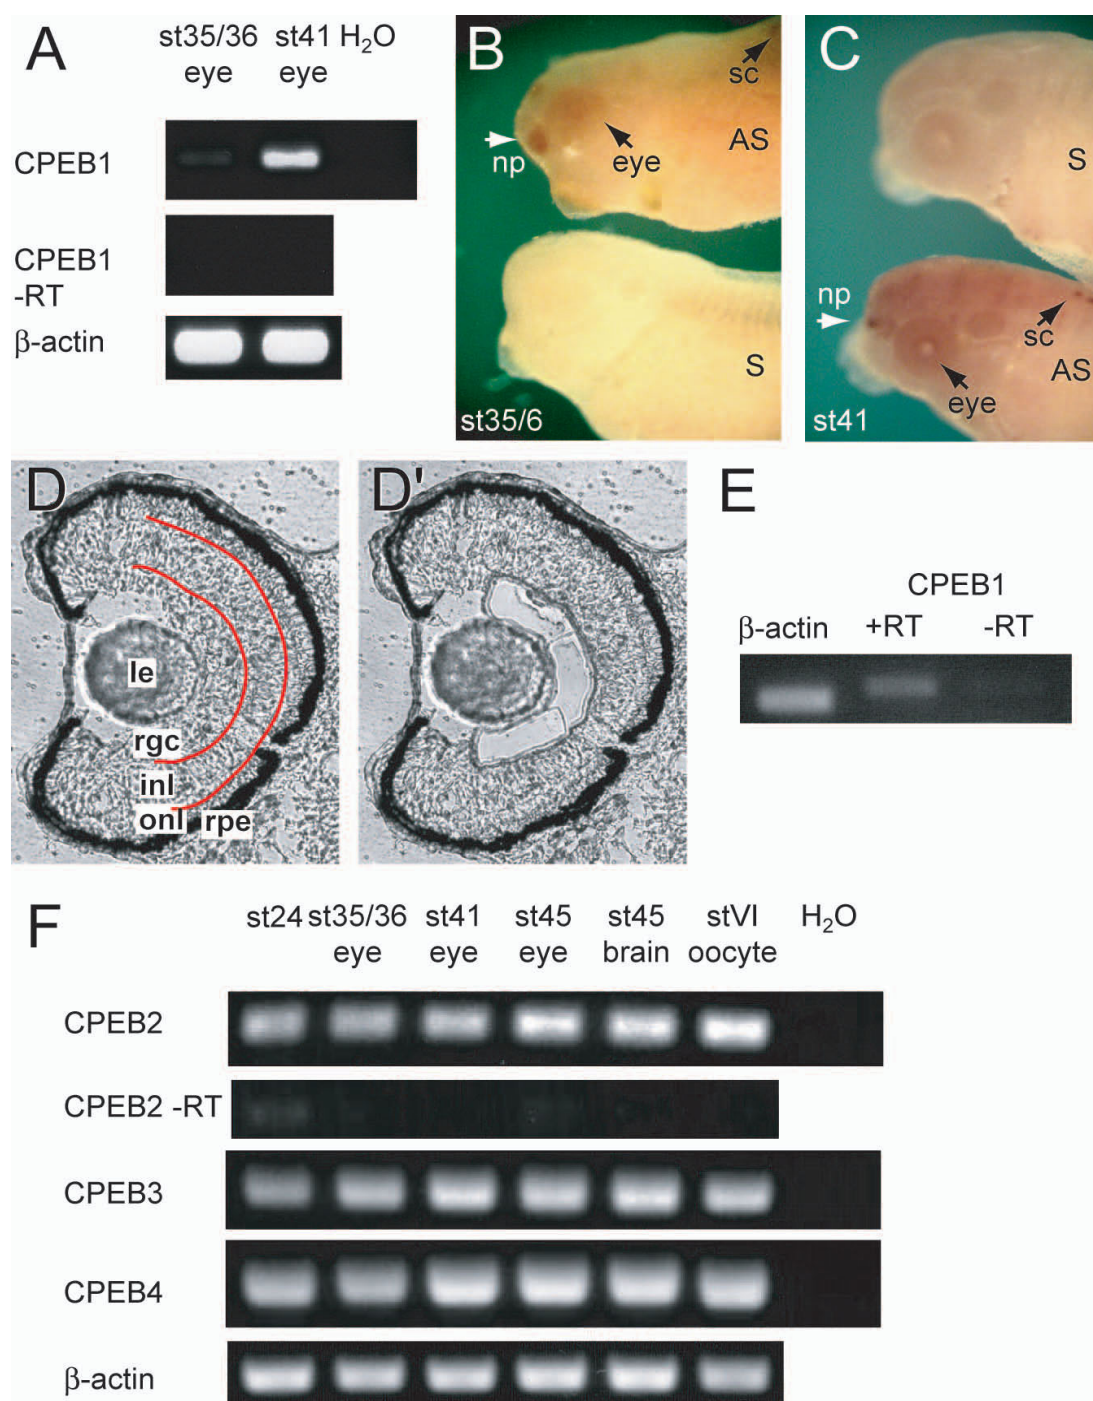 A
st35/36 st41 H₂O
eye eye
CPEB1
CPEB1
-RT
β-actin
B
sc
np
eye
AS
S
st35/6
C
S
np
sc
AS
eye
st41
D
le
rgc
inl
onl rpe
D'
E
CPEB1
β-actin +RT -RT
F
st24 st35/36 st41 st45 st45 stVI H₂O
eye eye eye brain oocyte
CPEB2
CPEB2 -RT
CPEB3
CPEB4
β-actin